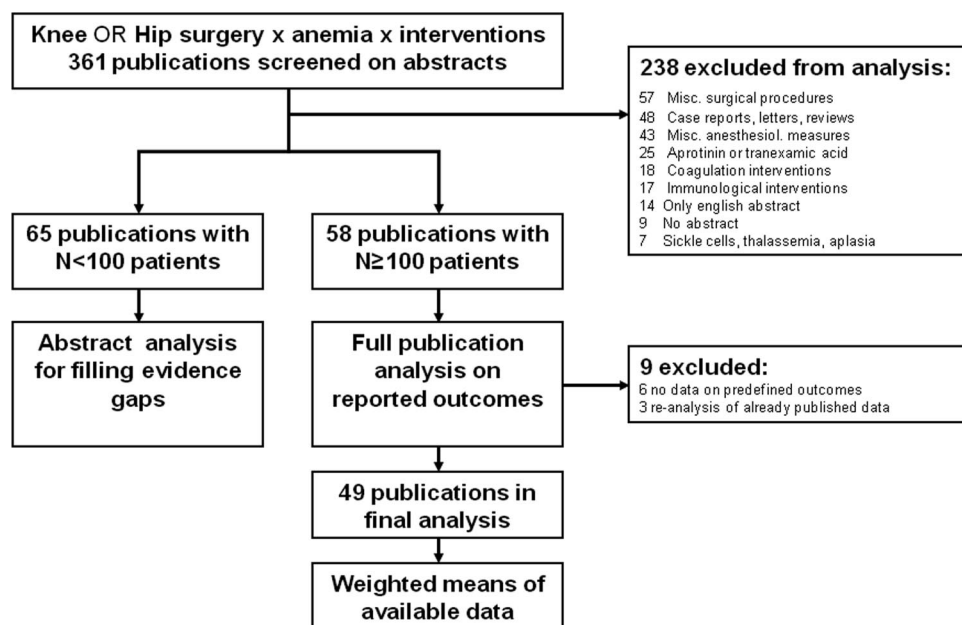 Knee OR Hip surgery x anemia x interventions
361 publications screened on abstracts
238 excluded from analysis:
57 Misc. surgical procedures
48 Case reports, letters, reviews
43 Misc. anesthesiol. measures
25 Aprotinin or tranexamic acid
18 Coagulation interventions
17 Immunological interventions
14 Only english abstract
9 No abstract
7 Sickle cells, thalassemia, aplasia
65 publications with
N<100 patients
58 publications with
N≥100 patients
Abstract analysis
for filling evidence
gaps
Full publication
analysis on
reported outcomes
9 excluded:
6 no data on predefined outcomes
3 re-analysis of already published data
49 publications in
final analysis
Weighted means of
available data